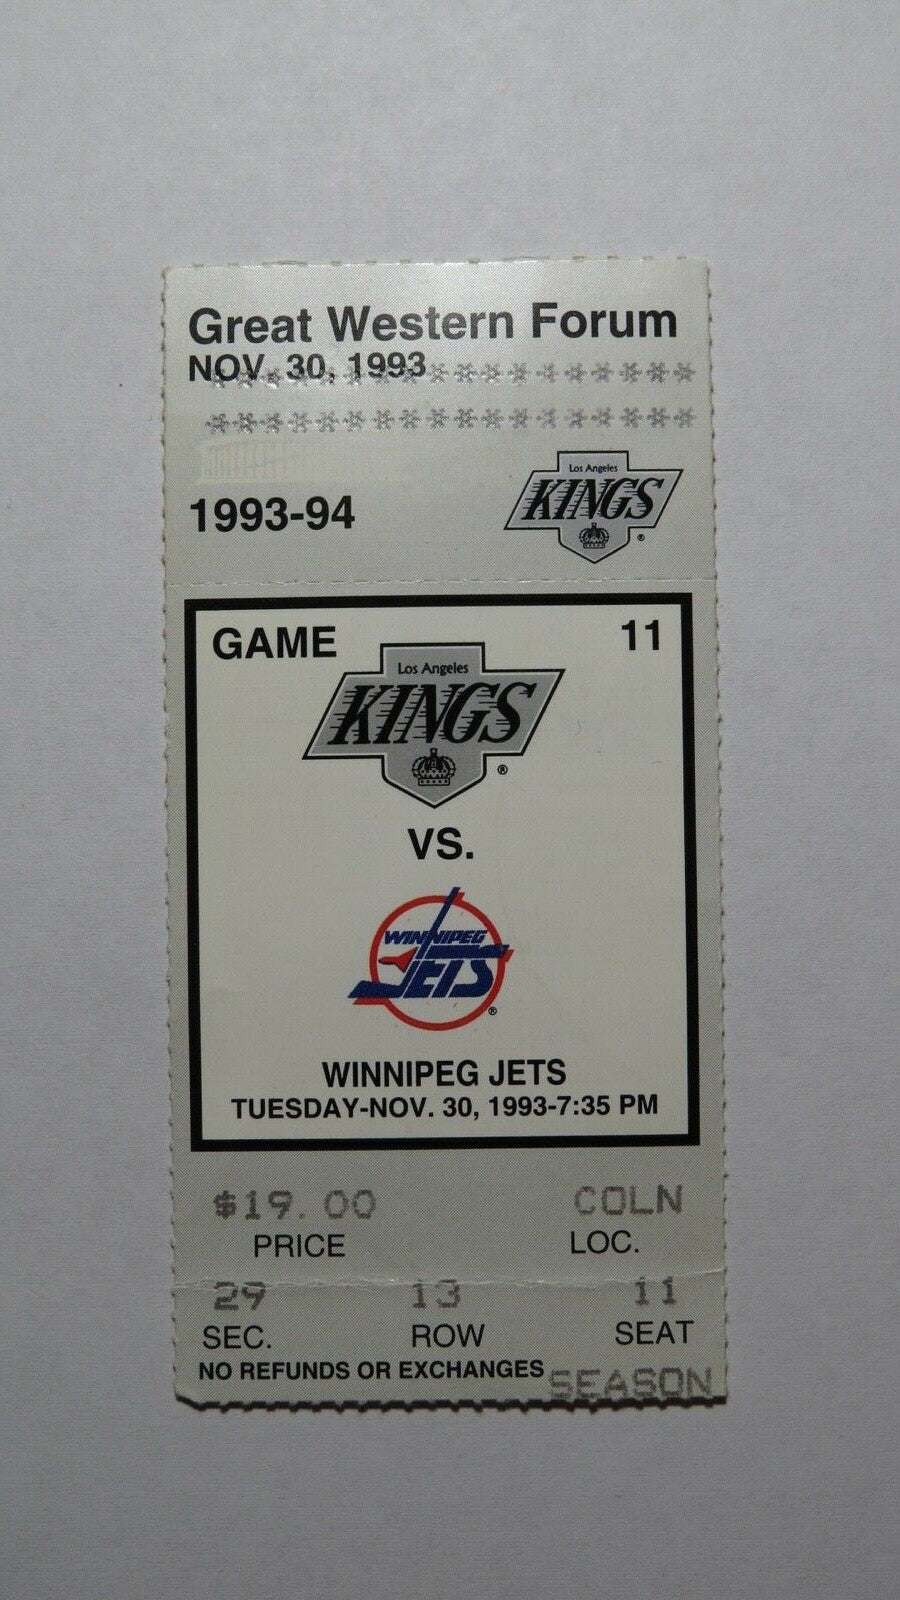 Great Western Forum
NOV. 30, 1993
********************
********************
1993-94
Los Angeles
KINGS
®
GAME 11
Los Angeles
KINGS
®
VS.
WINNIPEG
JETS
®
WINNIPEG JETS
TUESDAY-NOV. 30, 1993-7:35 PM
$19.00 COLN
PRICE LOC.
29 13 11
SEC. ROW SEAT
NO REFUNDS OR EXCHANGES SEASON